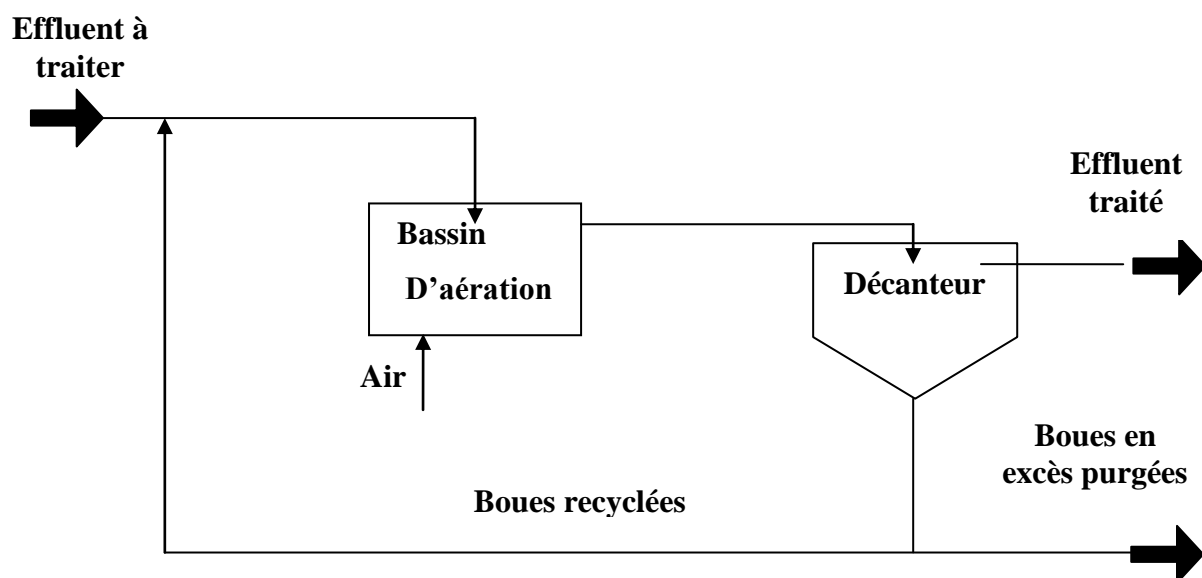 Effluent à
traiter
Effluent
traité
Bassin
D’aération
Décanteur
Air
Boues en
excès purgées
Boues recyclées